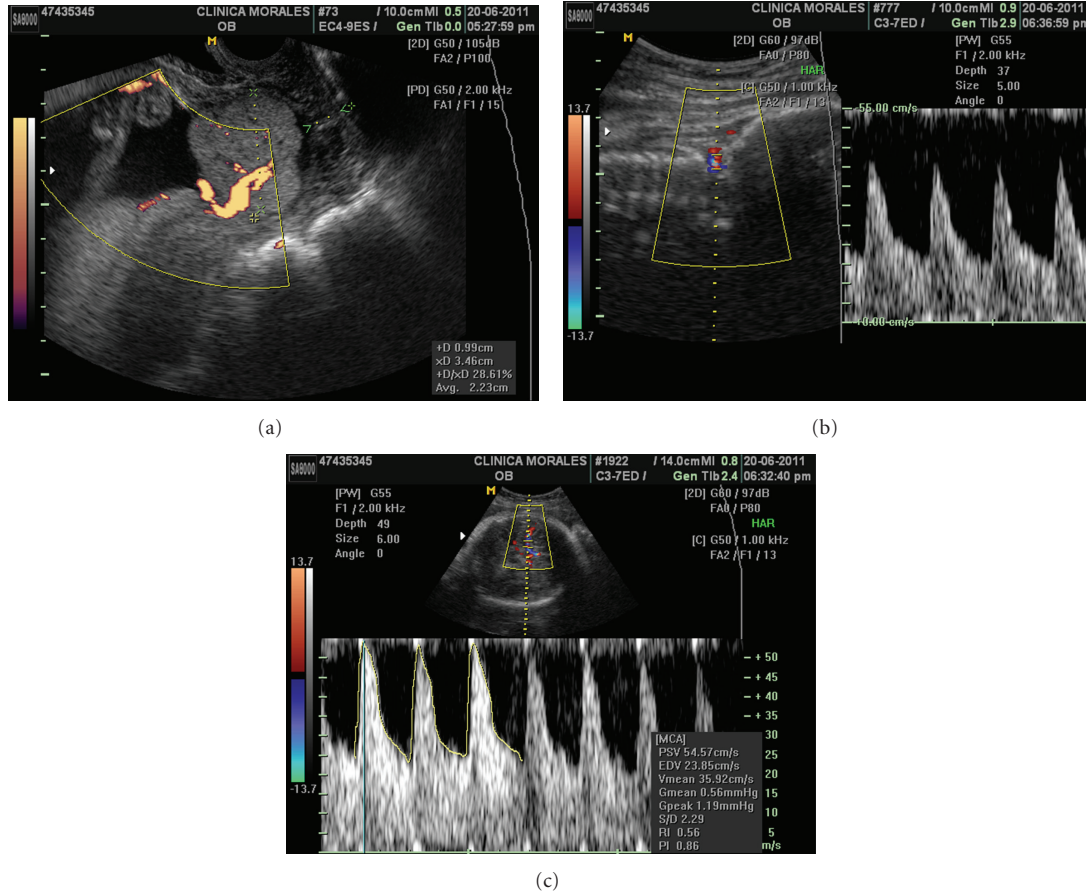 SA8000
47435345 CLINICA MORALES #73 / 10.0cm MI 0.5 20-06-2011
OB EC4-9ES / Gen TIb 0.0 05:27:59 pm
M
[2D] G50 / 105dB
FA2 / P100
[PD] G50 / 2.00 kHz
FA1 / F1 / 15
+D 0.99cm
xD 3.46cm
+D/xD 28.61%
Avg. 2.23cm
(a)
SA8000
47435345 CLINICA MORALES #777 / 10.0cm MI 0.9 20-06-2011
OB C3-7ED / Gen TIb 2.9 06:36:59 pm
M
[2D] G60 / 97dB
FA0 / P80
HAR
[C] G50 / 1.00 kHz
FA2 / F1 / 13
[PW] G55
F1 / 2.00 kHz
Depth 37
Size 5.00
Angle 0
13.7
-13.7
55.00 cm/s
+0.00 cm/s
(b)
SA8000
47435345 CLINICA MORALES #1922 / 14.0cm MI 0.8 20-06-2011
OB C3-7ED / Gen TIb 2.4 06:32:40 pm
[PW] G55
F1 / 2.00 kHz
Depth 49
Size 6.00
Angle 0
M
[2D] G60 / 97dB
FA0 / P80
HAR
[C] G50 / 1.00 kHz
FA2 / F1 / 13
13.7
-13.7
+ 50
+ 45
+ 40
+ 35
30
25
20
15
10
5
m/s
[MCA]
PSV 54.57cm/s
EDV 23.85cm/s
Vmean 35.92cm/s
Gmean 0.56mmHg
Gpeak 1.19mmHg
S/D 2.29
RI 0.56
PI 0.86
(c)